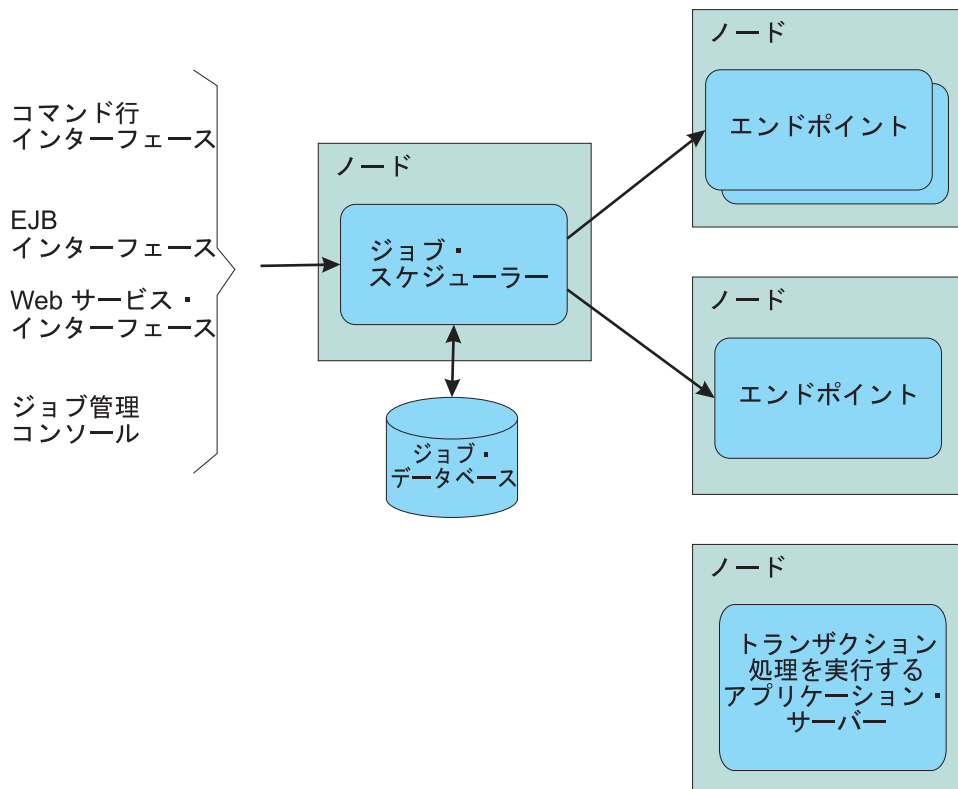 コマンド行
インターフェース
EJB
インターフェース
Web サービス・
インターフェース
ジョブ管理
コンソール
ノード
ジョブ・
スケジューラー
ジョブ・
データベース
ノード
エンドポイント
ノード
エンドポイント
ノード
トランザクション
処理を実行する
アプリケーション・
サーバー